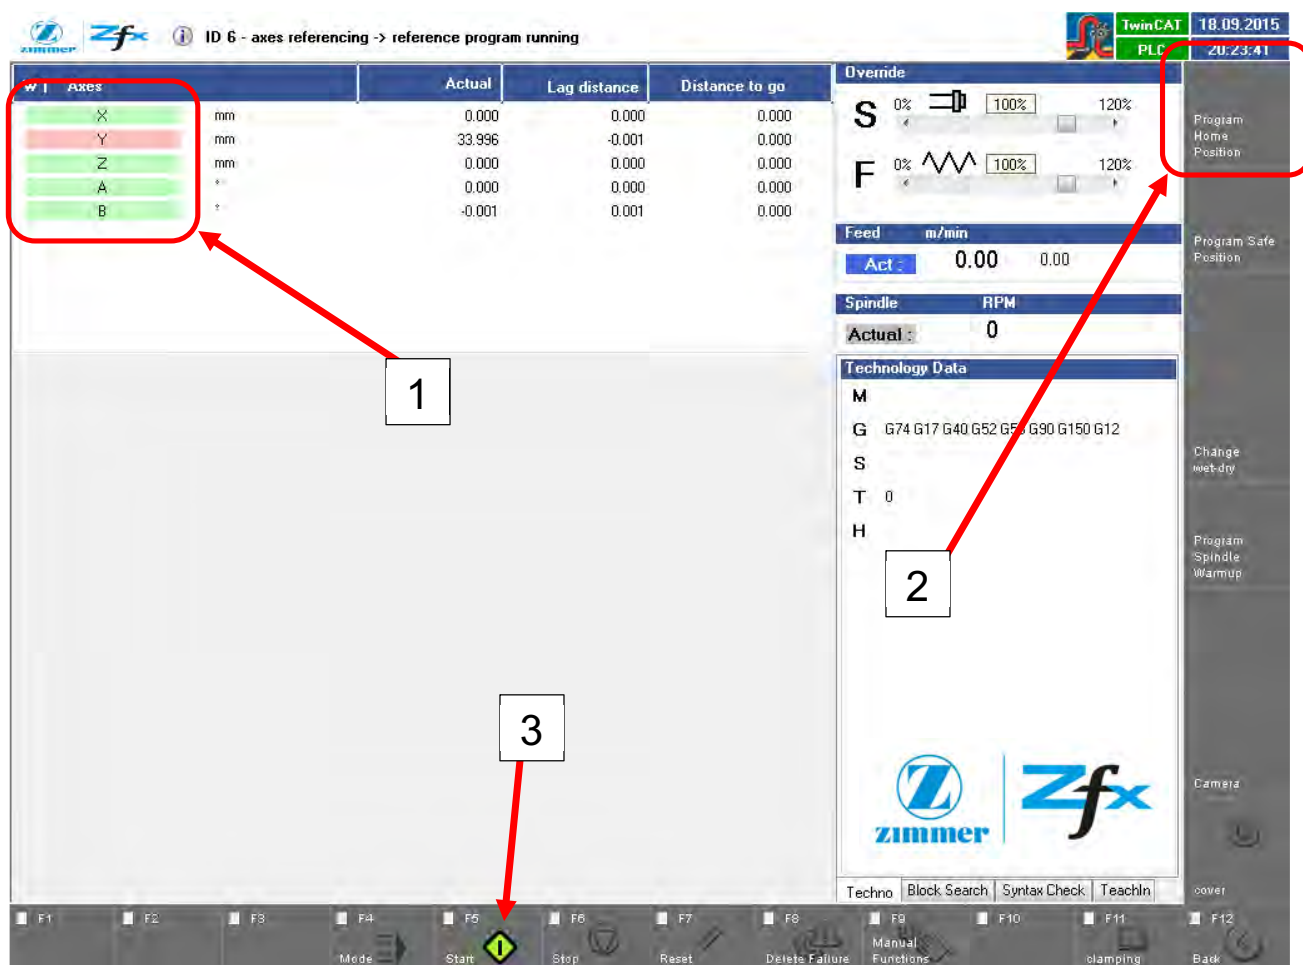 zimmer Zfx ID 6 - axes referencing -> reference program running TwinCAT 18.09.2015
PLC 20:23:41
W | Axes Actual Lag distance Distance to go
X mm 0.000 0.000 0.000
Y mm 33.996 -0.001 0.000
Z mm 0.000 0.000 0.000
A ° 0.000 0.000 0.000
B ° -0.001 0.001 0.000
Override
S 0% 100% 120%
F 0% 100% 120%
Feed m/min
Act : 0.00 0.00
Spindle RPM
Actual : 0
Technology Data
M
G G74 G17 G40 G52 G53 G90 G150 G12
S
T 0
H
zimmer Zfx
Techno Block Search Syntax Check TeachIn
Program
Home
Position
Program Safe
Position
Change
wet-dry
Program
Spindle
Warmup
Camera
cover
1
2
3
F1 F2 F3 F4 F5 F6 F7 F8 F9 F10 F11 F12
Mode Start Stop Reset Delete Failure Manual
Functions clamping Back